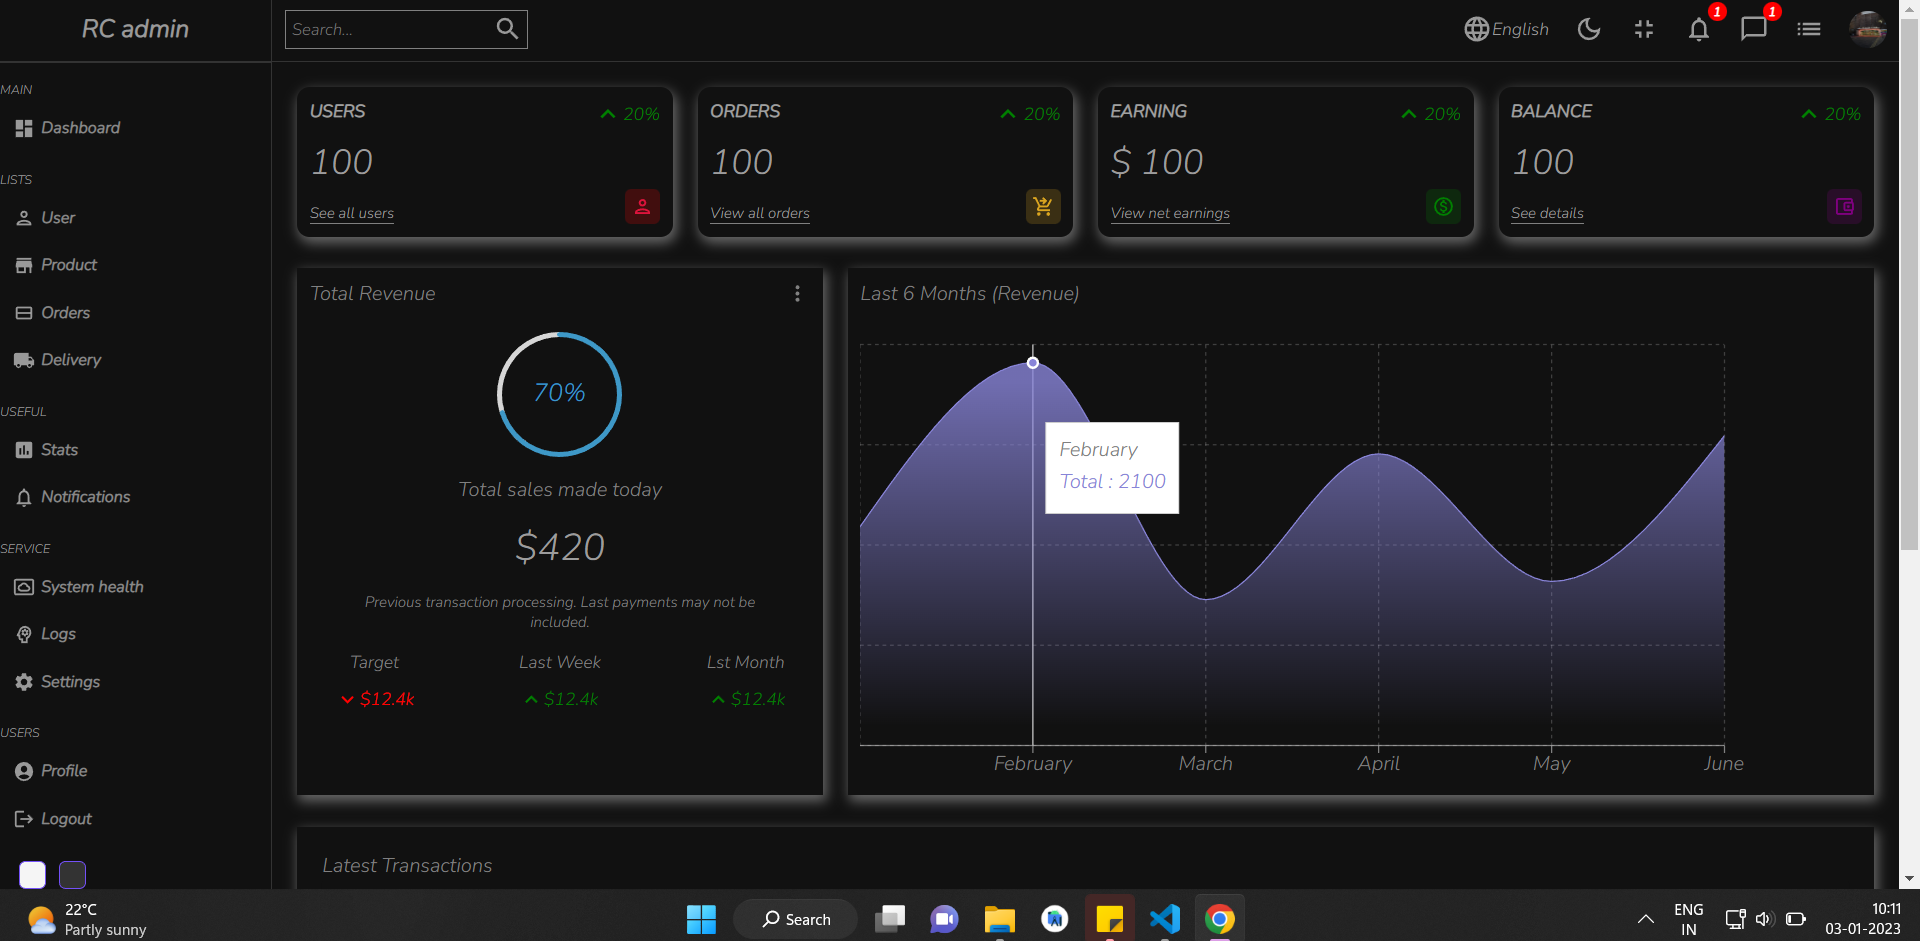 RC admin
Search...
English
1
1
MAIN
Dashboard
LISTS
User
Product
Orders
Delivery
USEFUL
Stats
Notifications
SERVICE
System health
Logs
Settings
USERS
Profile
Logout
USERS
20%
100
See all users
ORDERS
20%
100
View all orders
EARNING
20%
$ 100
View net earnings
BALANCE
20%
100
See details
Total Revenue
70%
Total sales made today
$420
Previous transaction processing. Last payments may not be
included.
Target
Last Week
Lst Month
$12.4k
$12.4k
$12.4k
Last 6 Months (Revenue)
February
Total : 2100
February
March
April
May
June
Latest Transactions
22°C
Partly sunny
Search
ENG
IN
10:11
03-01-2023